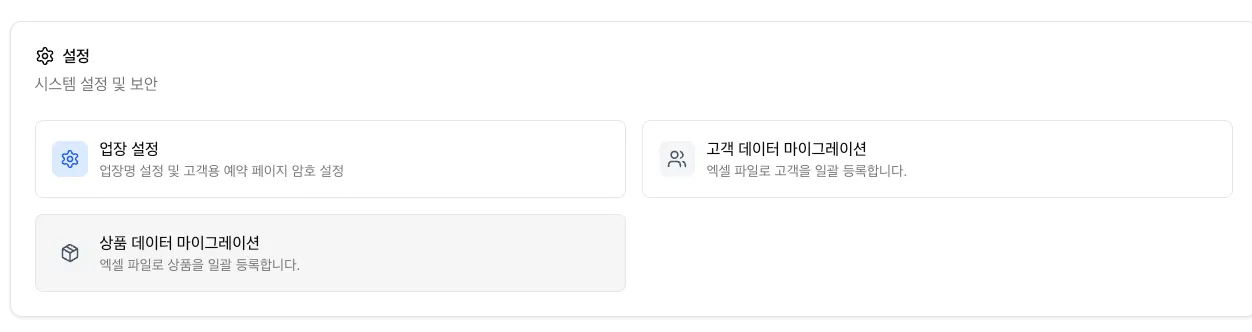 설정
시스템 설정 및 보안
업장 설정
업장명 설정 및 고객용 예약 페이지 암호 설정
고객 데이터 마이그레이션
엑셀 파일로 고객을 일괄 등록합니다.
상품 데이터 마이그레이션
엑셀 파일로 상품을 일괄 등록합니다.